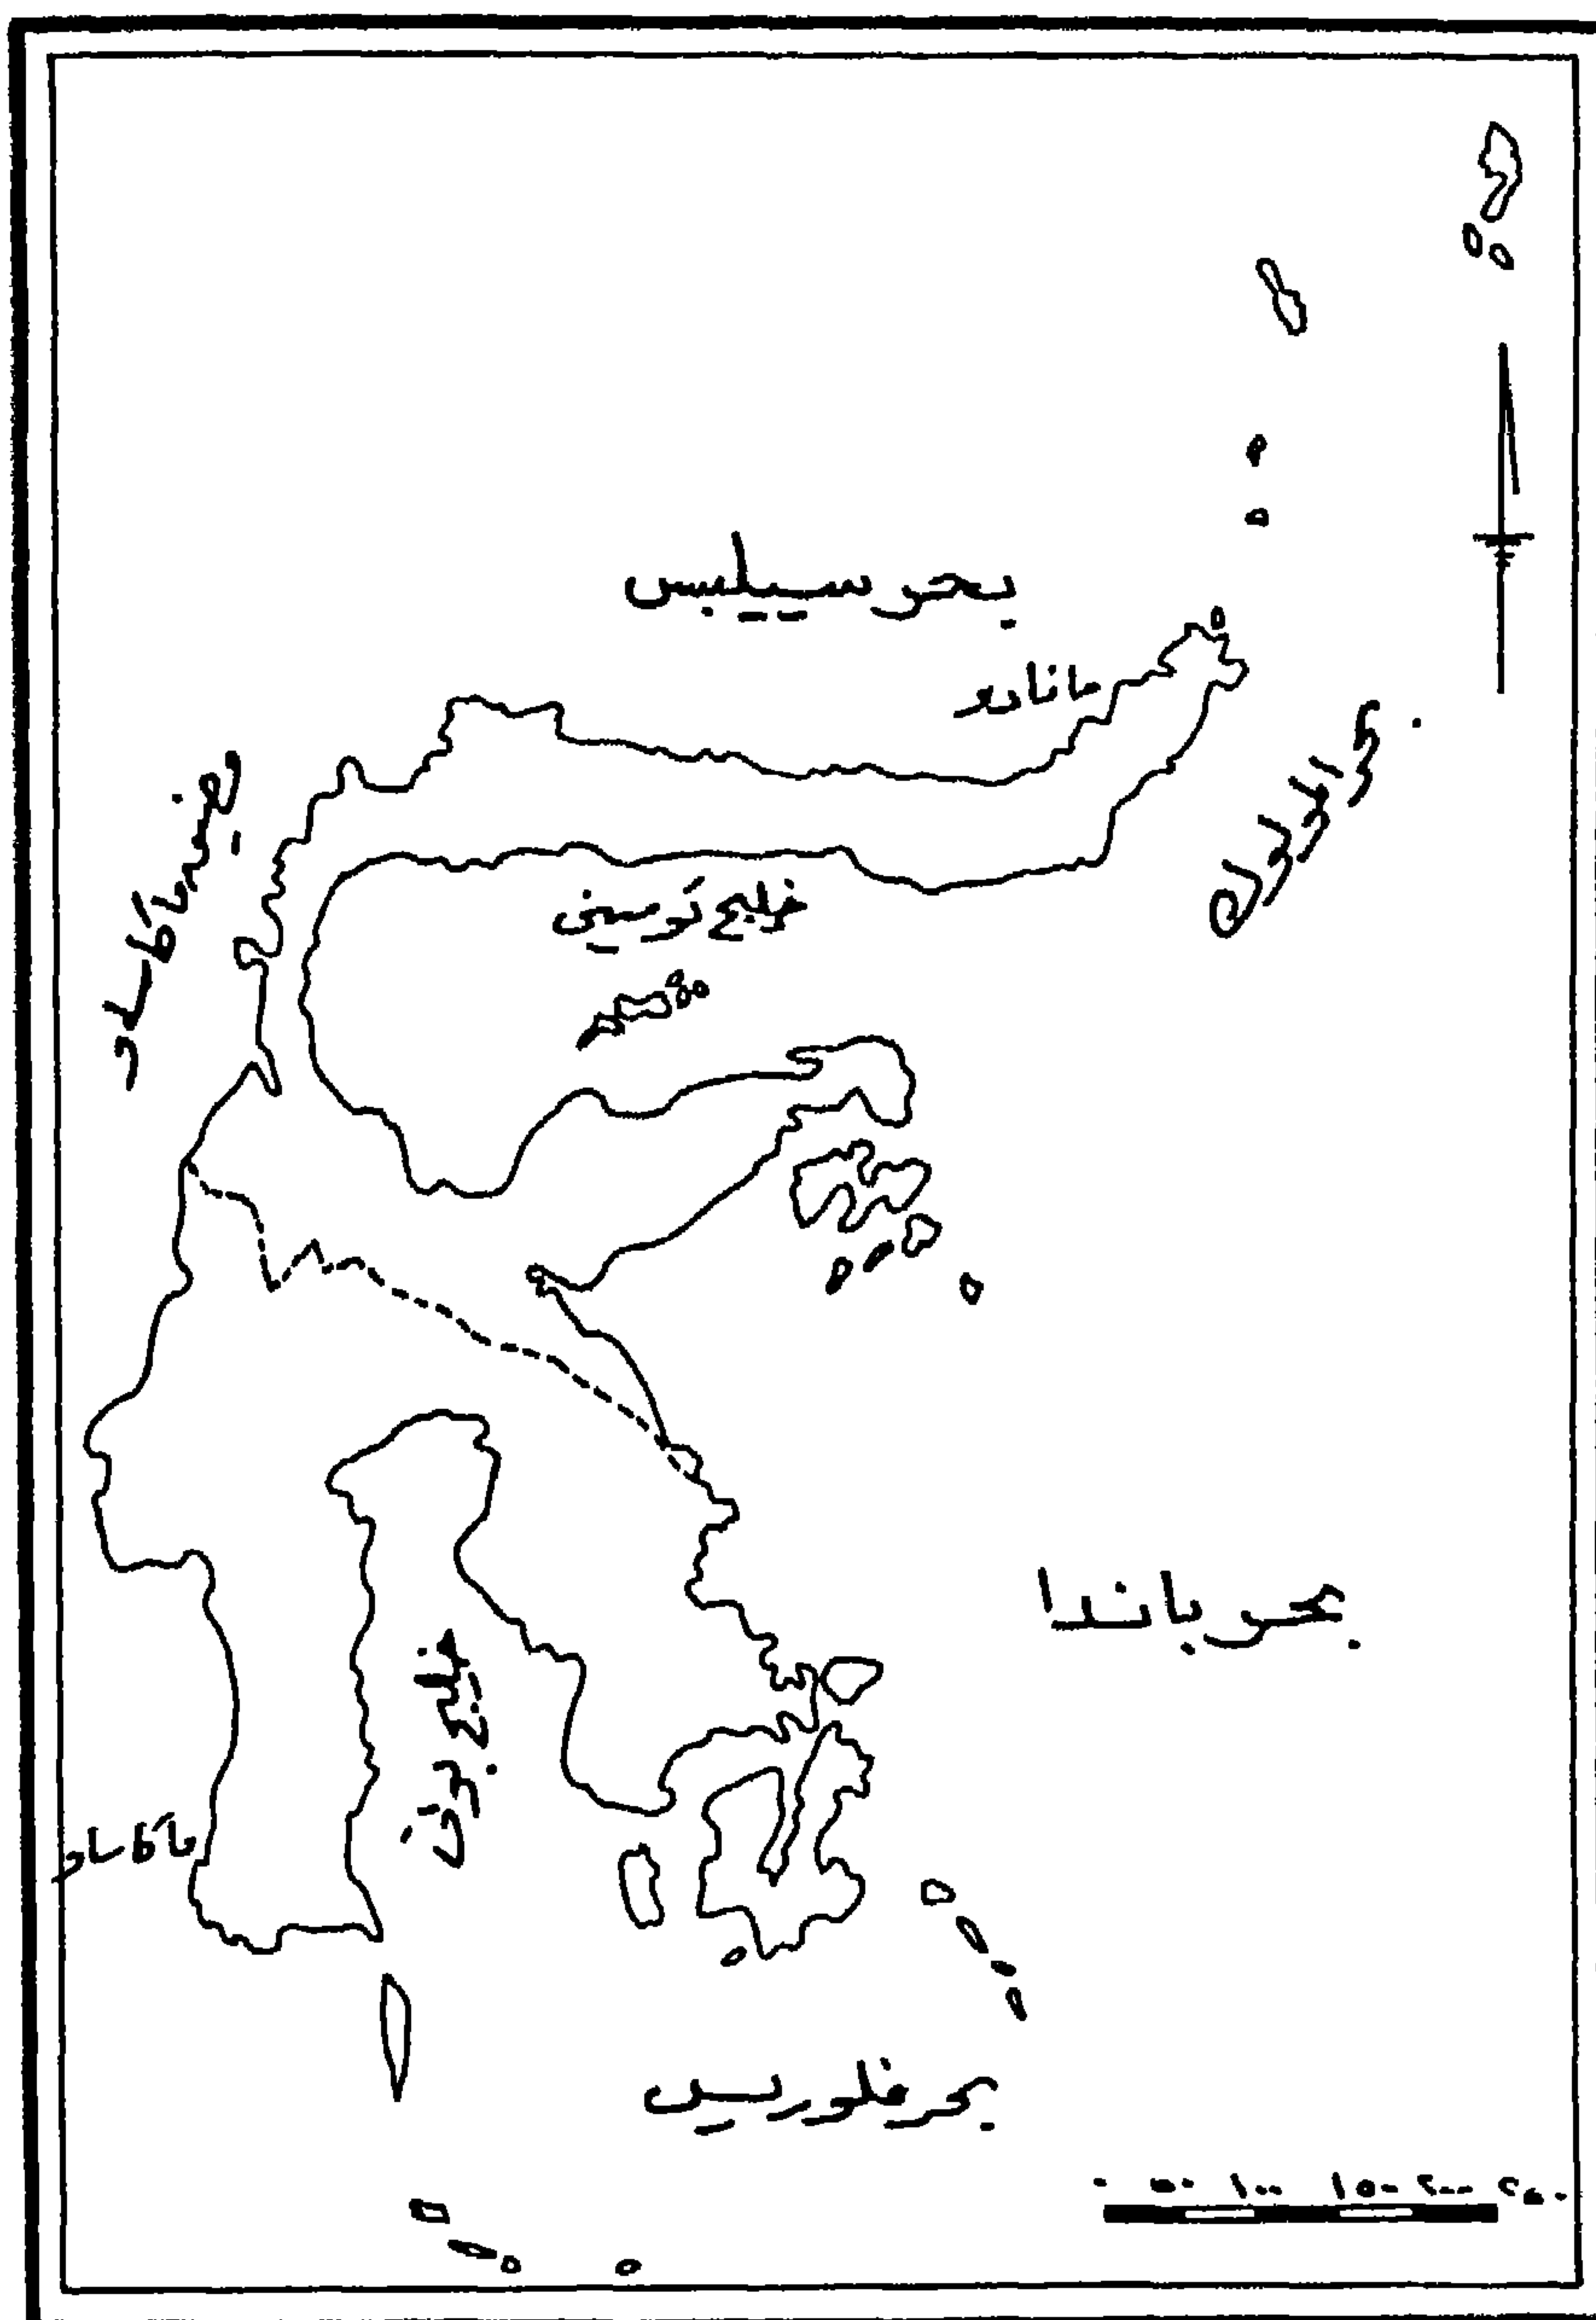 بحر سيليبس
مانادو
بحر المولوك
مضيق ماكاسار
خليج توميني
بحر باندا
خليج بوني
ماكاسار
بحر فلوريس
٠ ٥٠ ١٠٠ ١٥٠ ٢٠٠ ٢٥٠